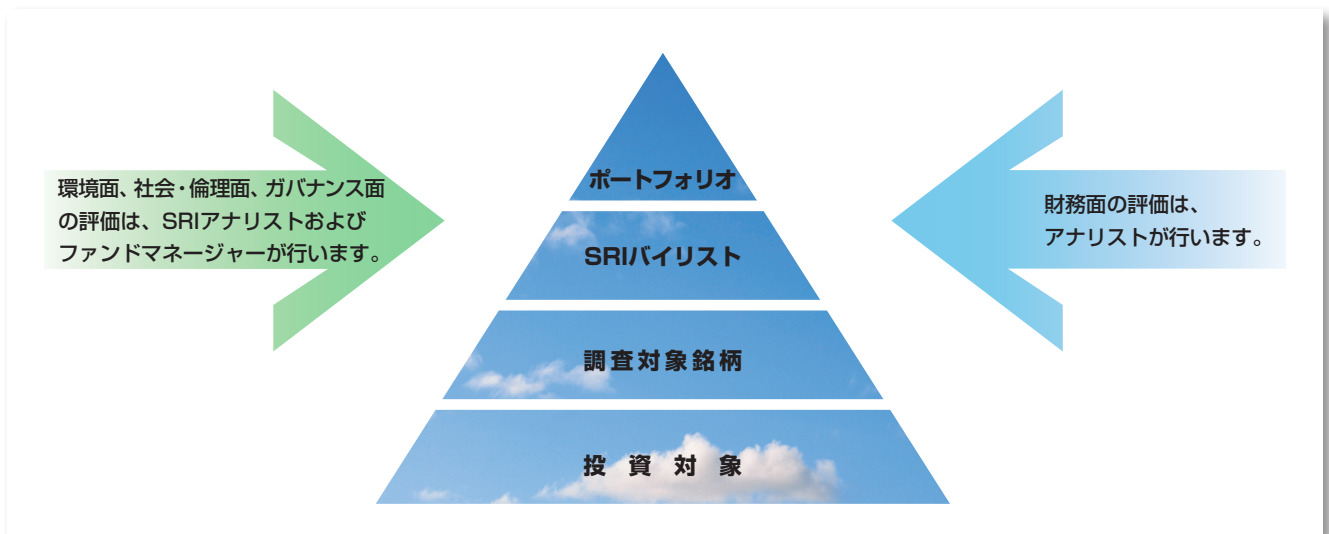 環境面、社会・倫理面、ガバナンス面
の評価は、SRIアナリストおよび
ファンドマネージャーが行います。
ポートフォリオ
SRIバイリスト
調査対象銘柄
投資対象
財務面の評価は、
アナリストが行います。